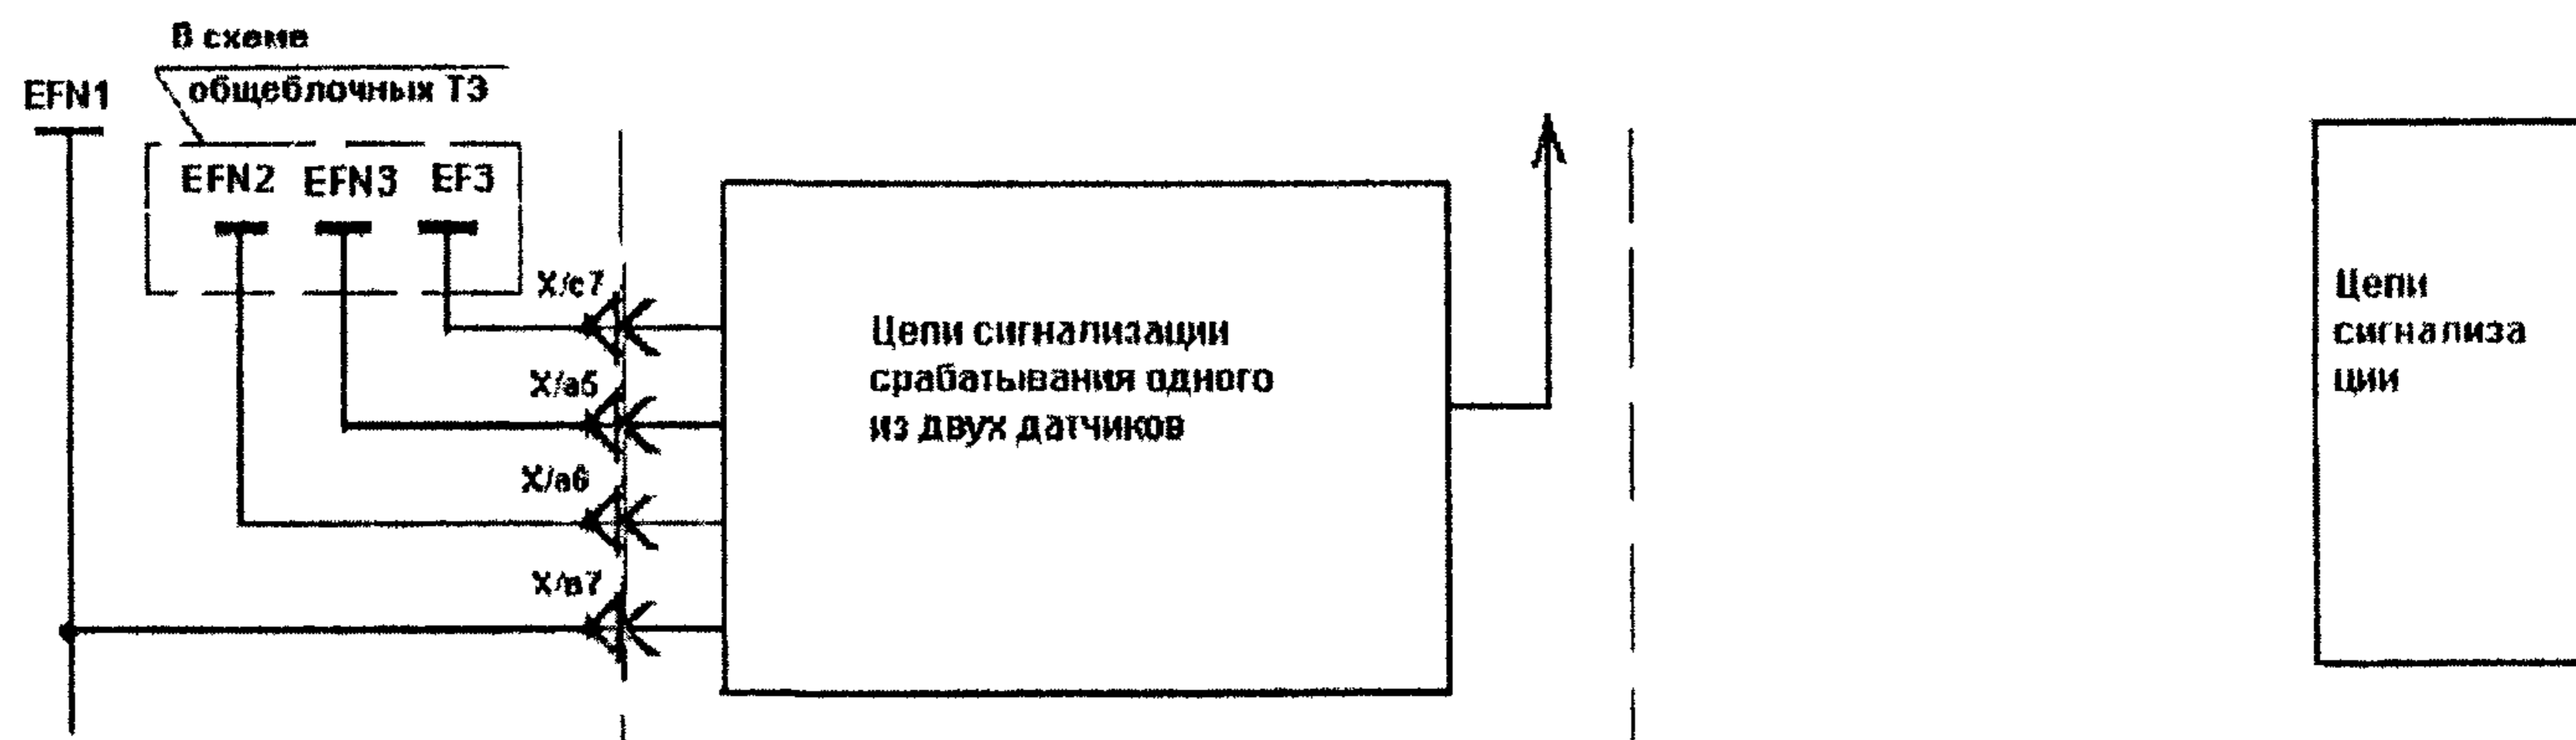 В схеме
общеблочных ТЗ
EFN1
EFN2 EFN3 EF3
X/c7
X/a5
X/a6
X/в7
Цепи сигнализации
срабатывания одного
из двух датчиков
Цепи
сигнализа
ции